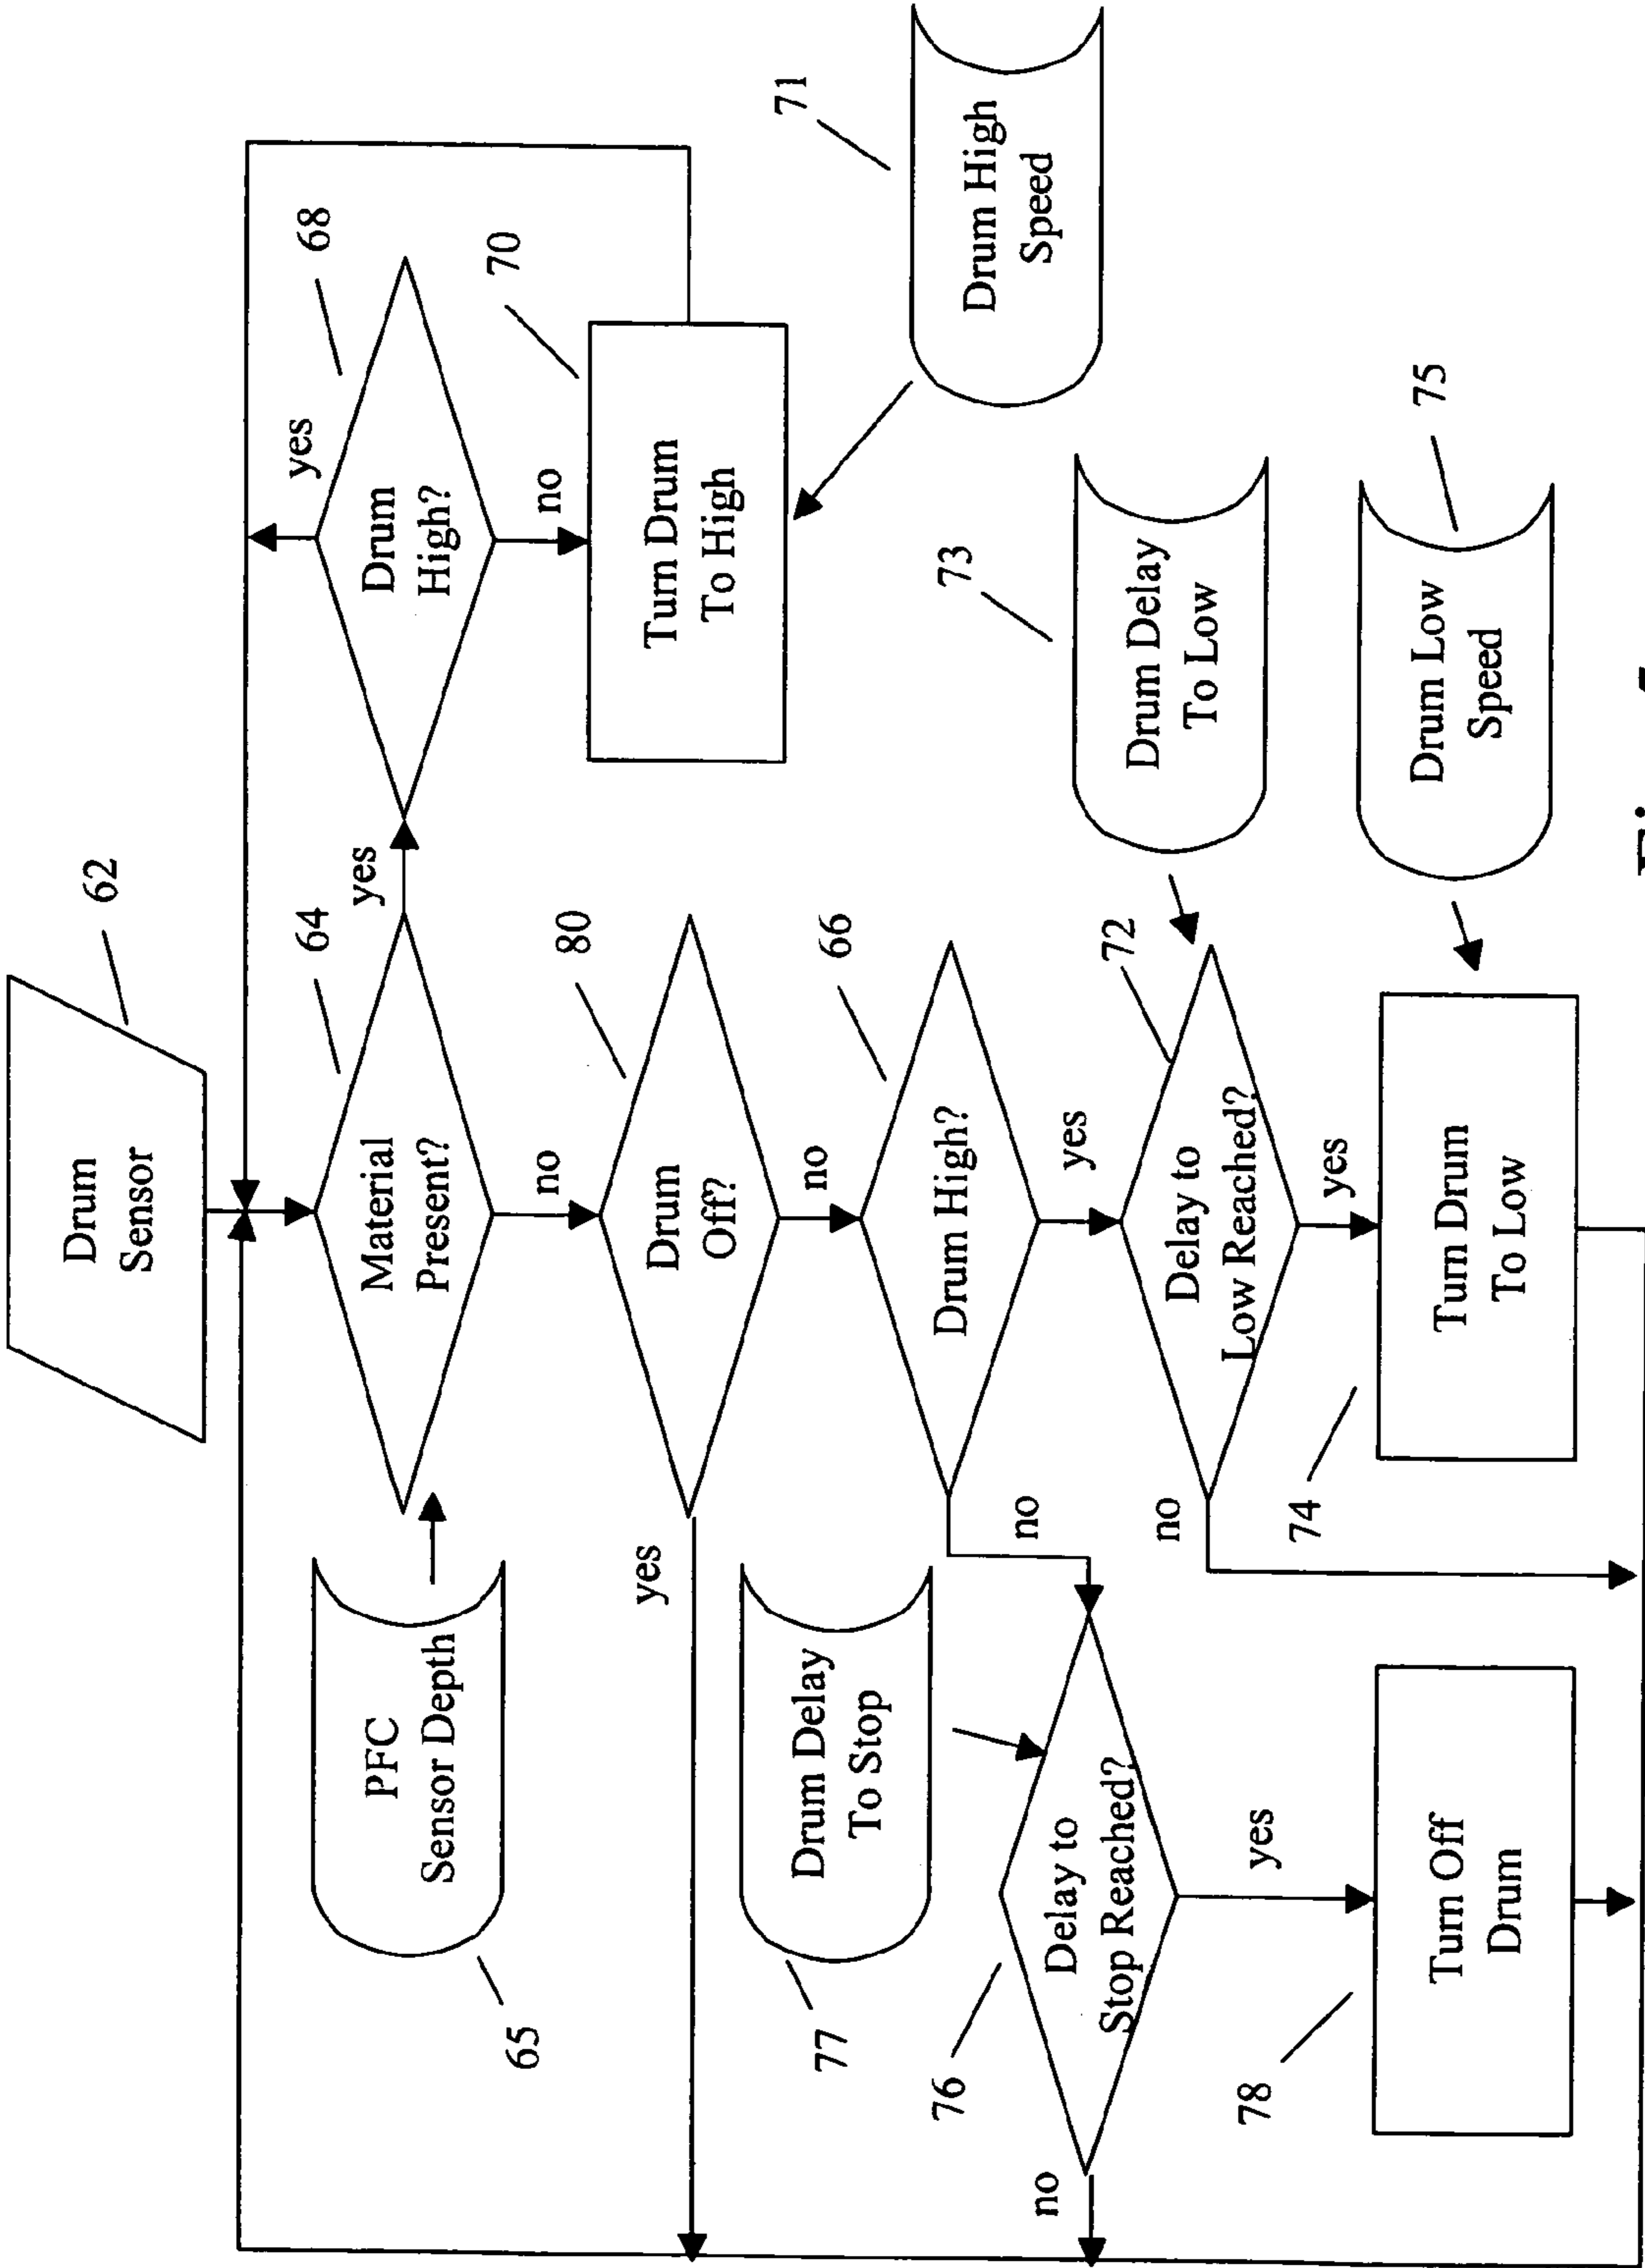 Drum
Sensor
62
Material
Present?
64
yes
no
PFC
Sensor Depth
65
Drum
High?
68
yes
no
Turn Drum
To High
70
Drum High
Speed
71
Drum
Off?
80
yes
no
Drum High?
66
no
yes
Drum Delay
To Stop
77
Delay to
Stop Reached?
76
no
yes
Turn Off
Drum
78
Delay to
Low Reached?
72
no
yes
Drum Delay
To Low
73
Turn Drum
To Low
74
Drum Low
Speed
75